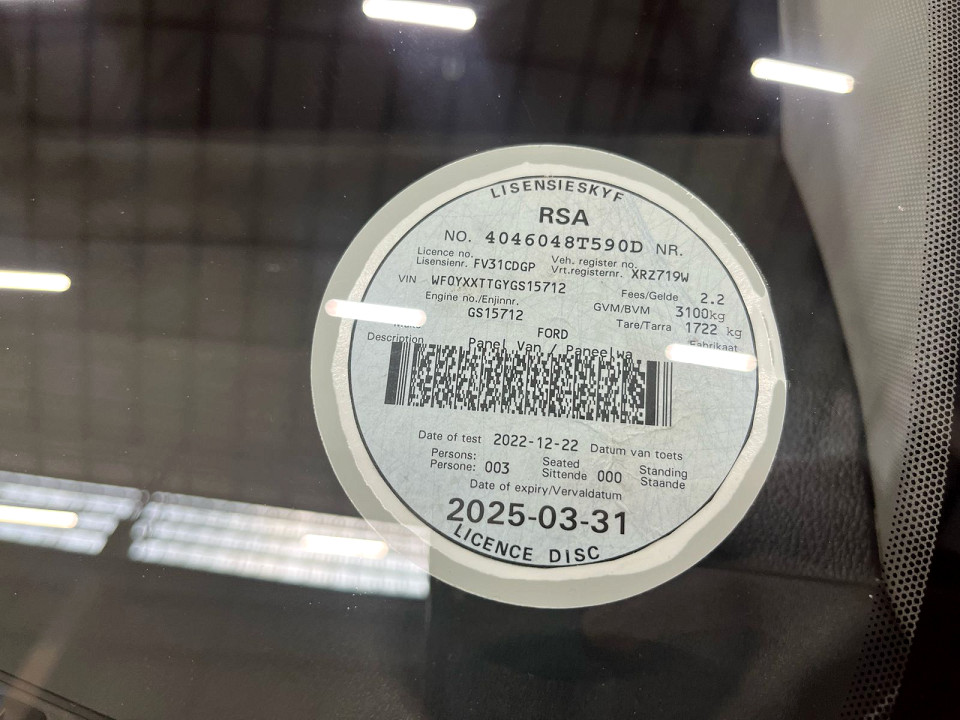 LISENSIESKYF
RSA
NO. 4046048T590D NR.
Licence no. Veh. register no.
Lisensienr. FV31CDGP Vrt.registernr. XRZ719W
VIN WF0YXXTTGYGS15712
Fees/Gelde 2.2
Engine no./Enjinnr. GVM/BVM 3100kg
GS15712 Tare/Tarra 1722 kg
FORD Fabrikaat
Description Panel Van / Paneelwa
Date of test 2022-12-22 Datum van toets
Persons: Seated Standing
Persone: 003 Sittende 000 Staande
Date of expiry/Vervaldatum
2025-03-31
LICENCE DISC